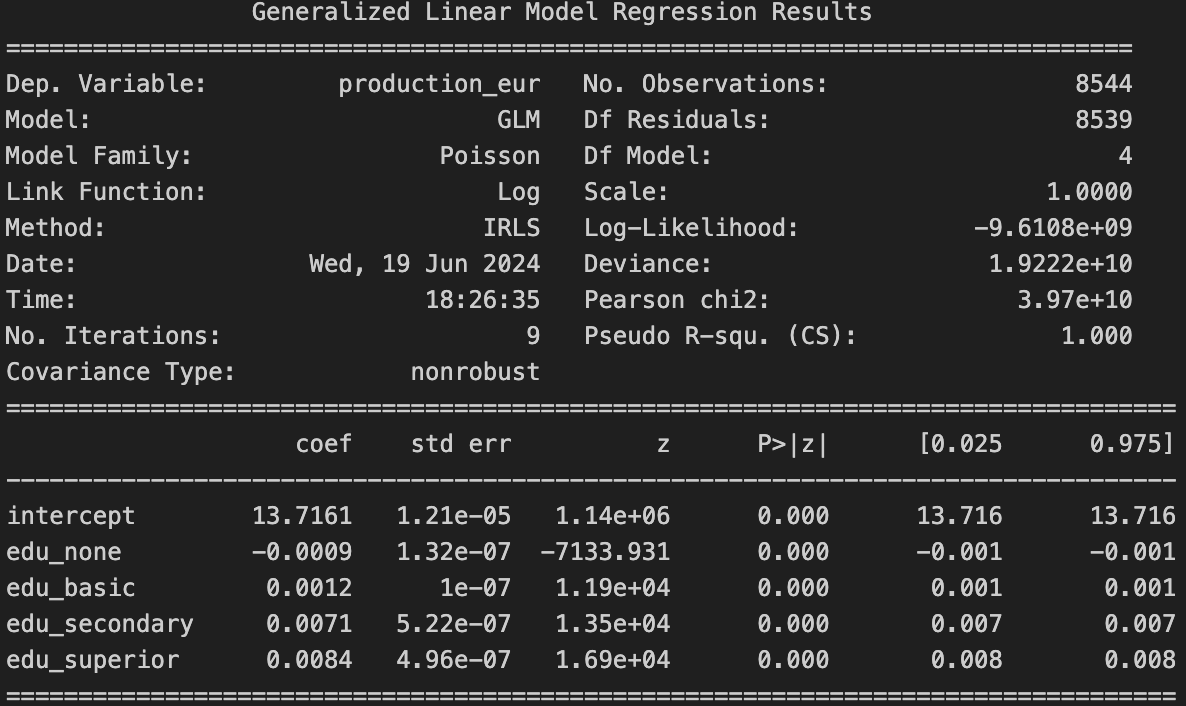 Generalized Linear Model Regression Results
==============================================================================
Dep. Variable: production_eur No. Observations: 8544
Model: GLM Df Residuals: 8539
Model Family: Poisson Df Model: 4
Link Function: Log Scale: 1.0000
Method: IRLS Log-Likelihood: -9.6108e+09
Date: Wed, 19 Jun 2024 Deviance: 1.9222e+10
Time: 18:26:35 Pearson chi2: 3.97e+10
No. Iterations: 9 Pseudo R-squ. (CS): 1.000
Covariance Type: nonrobust
=================================================================================
coef std err z P>|z| [0.025 0.975]
---------------------------------------------------------------------------------
intercept 13.7161 1.21e-05 1.14e+06 0.000 13.716 13.716
edu_none -0.0009 1.32e-07 -7133.931 0.000 -0.001 -0.001
edu_basic 0.0012 1e-07 1.19e+04 0.000 0.001 0.001
edu_secondary 0.0071 5.22e-07 1.35e+04 0.000 0.007 0.007
edu_superior 0.0084 4.96e-07 1.69e+04 0.000 0.008 0.008
=================================================================================